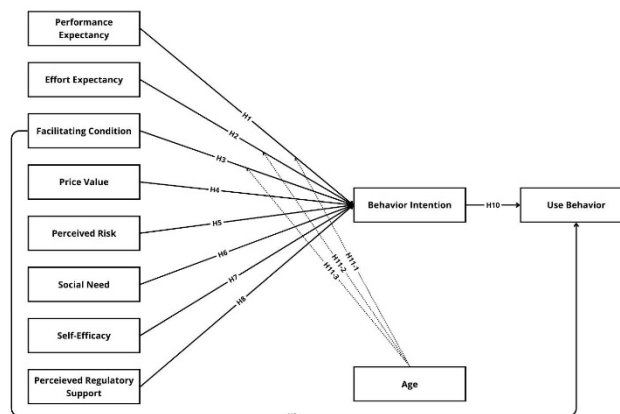 Performance
Expectancy
Effort Expectancy
Facilitating Condition
Price Value
Perceived Risk
Social Need
Self-Efficacy
Perceieved Regulatory
Support
H1
H2
H3
H4
H5
H6
H7
H8
Behavior Intention
H10
Use Behavior
H11-1
H11-2
H11-3
Age